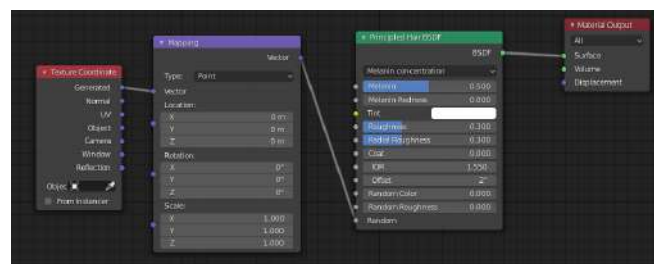 Texture Coordinate
Generated
Normal
UV
Object
Camera
Window
Reflection
Objec
From Instancer
Mapping
Vector
Type: Point
Vector
Location:
X 0 m
Y 0 m
Z 0 m
Rotation:
X 0°
Y 0°
Z 0°
Scale:
X 1.000
Y 1.000
Z 1.000
Principled Hair BSDF
BSDF
Melanin concentration
Melanin 0.500
Melanin Redness 0.000
Tint
Roughness 0.300
Radial Roughness 0.300
Coat 0.000
IOR 1.550
Offset 2°
Random Color 0.000
Random Roughness 0.000
Random
Material Output
All
Surface
Volume
Displacement